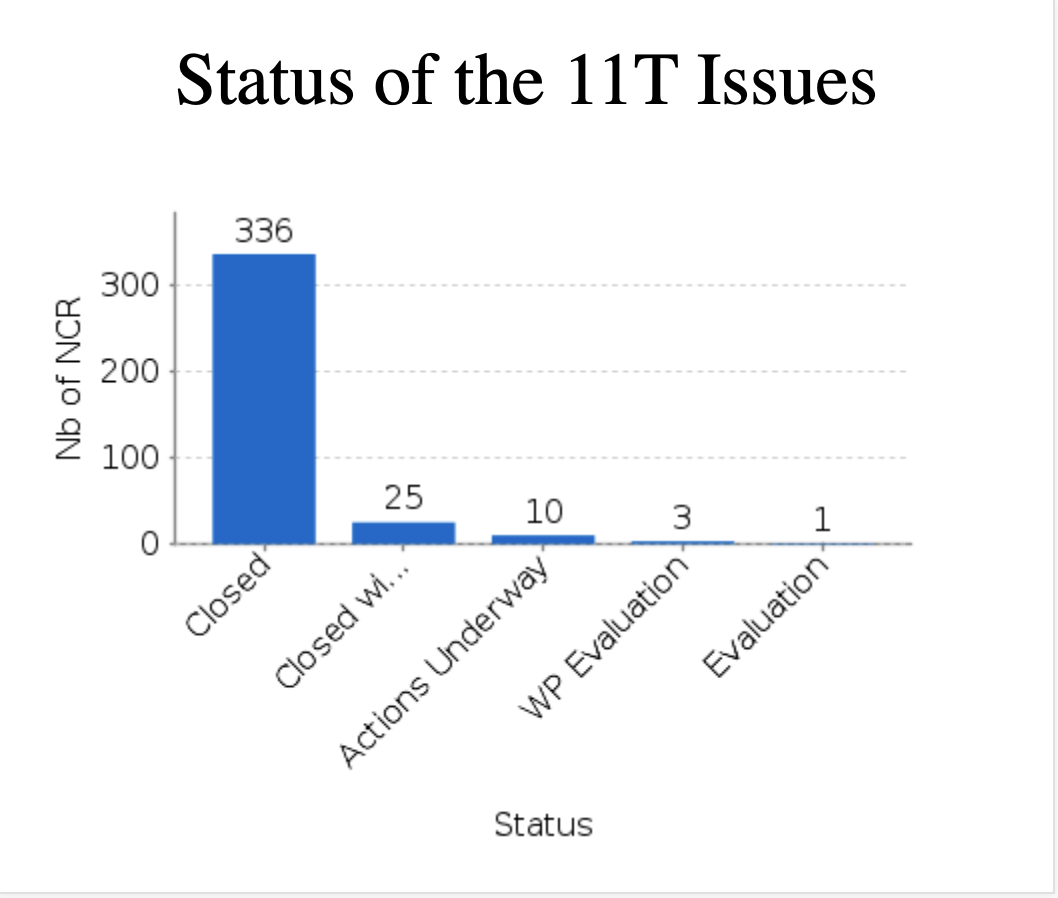 Status of the 11T Issues
336
300
200
100
0
Nb of NCR
25
10
3
1
Closed
Closed wi...
Actions Underway
WP Evaluation
Evaluation
Status